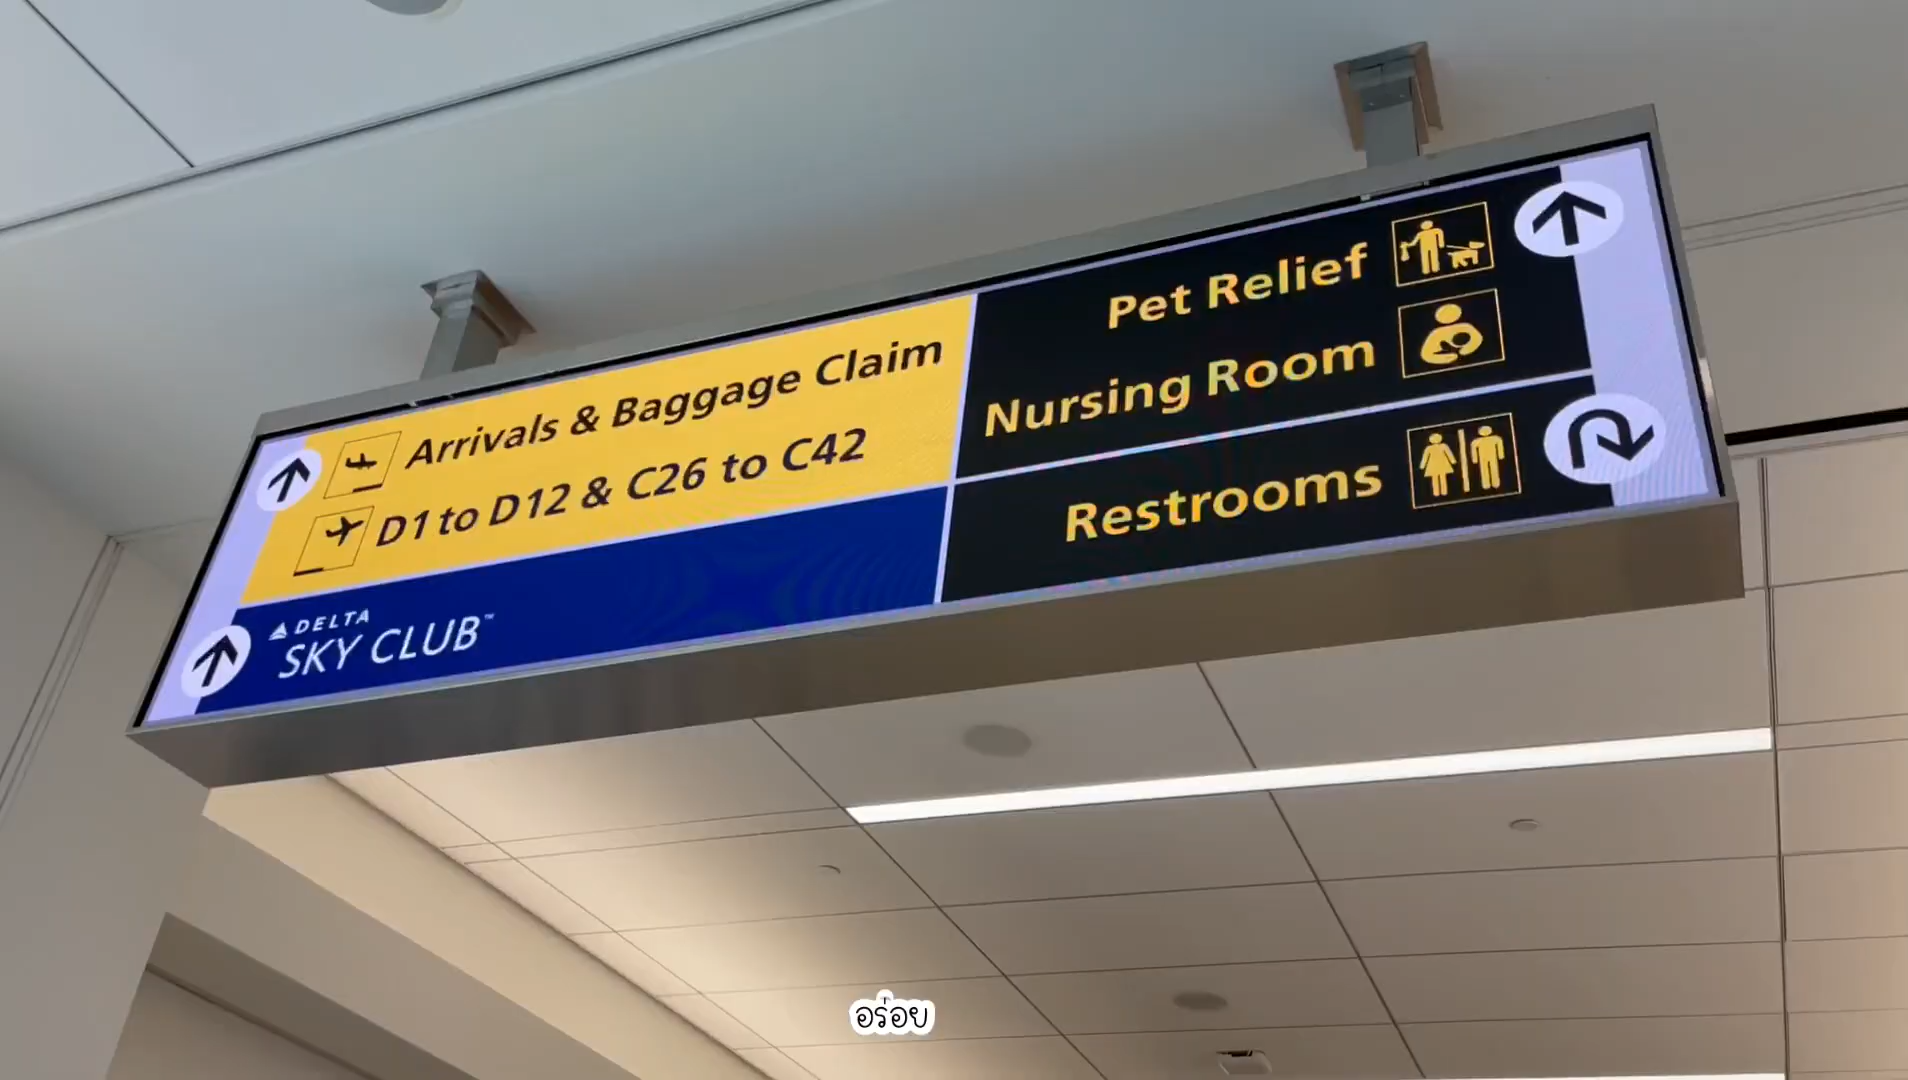 Arrivals & Baggage Claim
D1 to D12 & C26 to C42
DELTA
SKY CLUB™
Pet Relief
Nursing Room
Restrooms
อร่อย